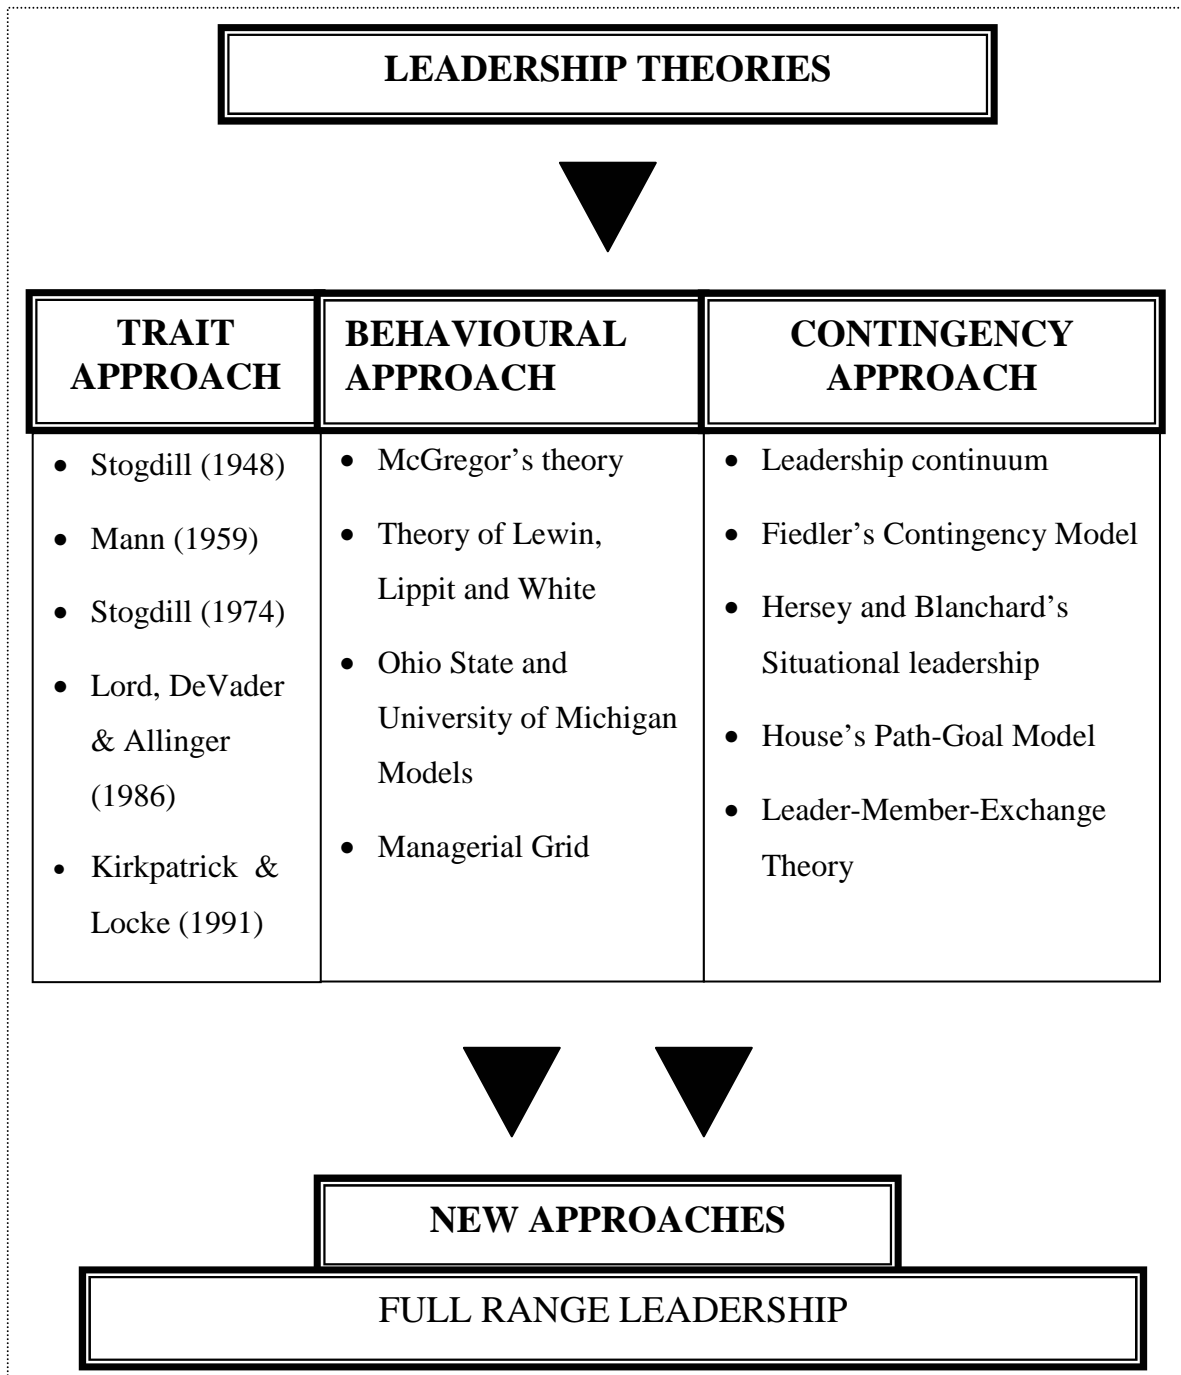 LEADERSHIP THEORIES
TRAIT
APPROACH
BEHAVIOURAL
APPROACH
CONTINGENCY
APPROACH
• Stogdill (1948)
• Mann (1959)
• Stogdill (1974)
• Lord, DeVader
& Allinger
(1986)
• Kirkpatrick &
Locke (1991)
• McGregor’s theory
• Theory of Lewin,
Lippit and White
• Ohio State and
University of Michigan
Models
• Managerial Grid
• Leadership continuum
• Fiedler’s Contingency Model
• Hersey and Blanchard’s
Situational leadership
• House’s Path-Goal Model
• Leader-Member-Exchange
Theory
NEW APPROACHES
FULL RANGE LEADERSHIP